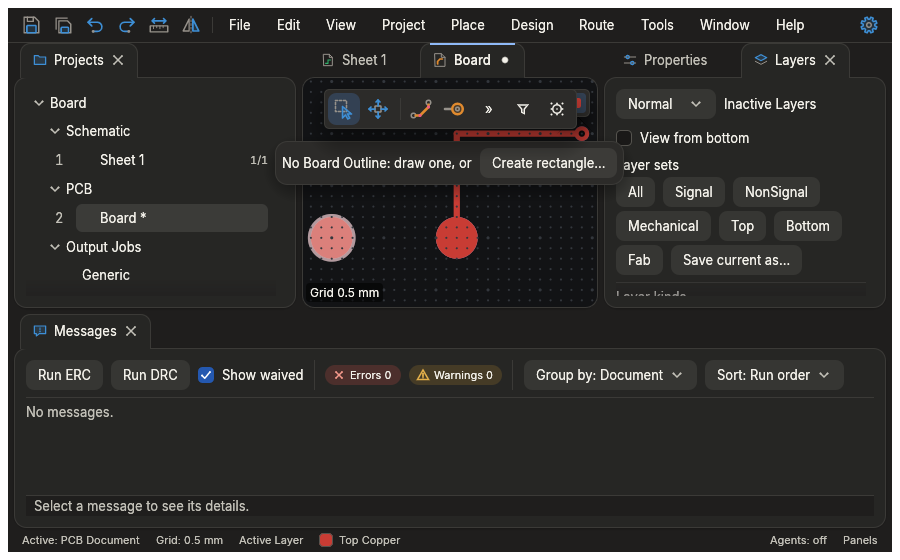 File Edit View Project Place Design Route Tools Window Help
Projects
Sheet 1
Board
Properties
Layers
Board
Schematic
1 Sheet 1 1/1
PCB
2 Board *
Output Jobs
Generic
»
No Board Outline: draw one, or Create rectangle...
Grid 0.5 mm
Normal Inactive Layers
View from bottom
ayer sets
All Signal NonSignal
Mechanical Top Bottom
Fab Save current as...
Layer kinds
Messages
Run ERC Run DRC Show waived Errors 0 Warnings 0 Group by: Document Sort: Run order
No messages.
Select a message to see its details.
Active: PCB Document Grid: 0.5 mm Active Layer Top Copper Agents: off Panels